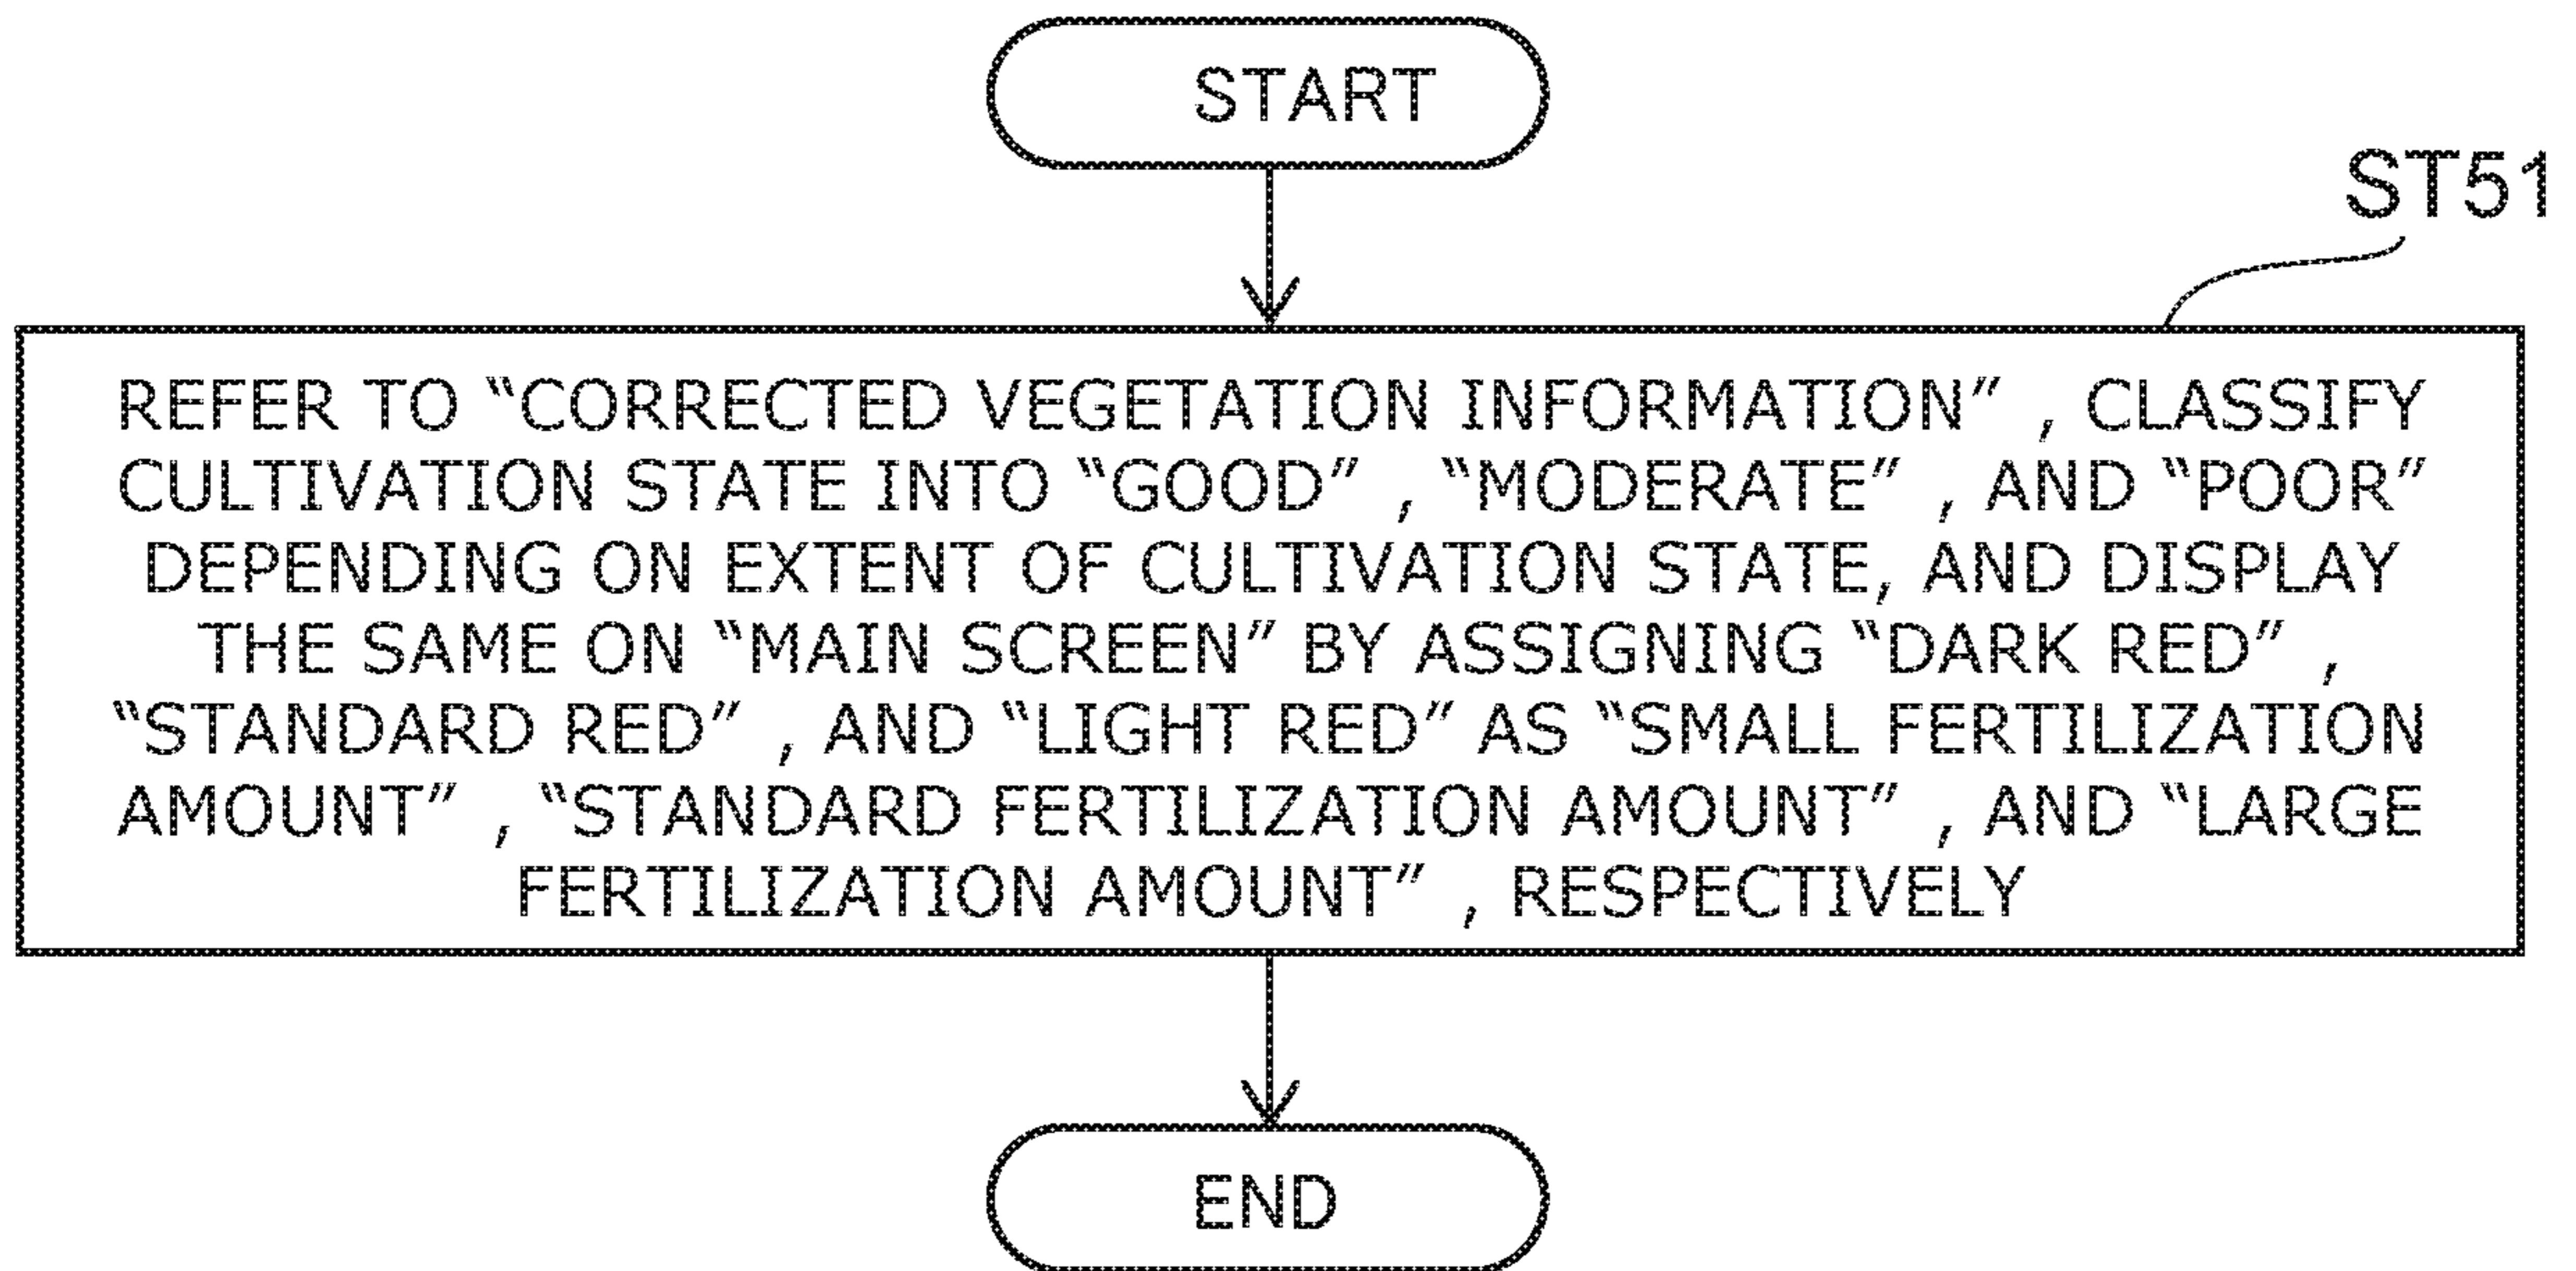 START
ST51
REFER TO “CORRECTED VEGETATION INFORMATION” , CLASSIFY
CULTIVATION STATE INTO “GOOD” , “MODERATE” , AND “POOR”
DEPENDING ON EXTENT OF CULTIVATION STATE, AND DISPLAY
THE SAME ON “MAIN SCREEN” BY ASSIGNING “DARK RED” ,
“STANDARD RED” , AND “LIGHT RED” AS “SMALL FERTILIZATION
AMOUNT” , “STANDARD FERTILIZATION AMOUNT” , AND “LARGE
FERTILIZATION AMOUNT” , RESPECTIVELY
END